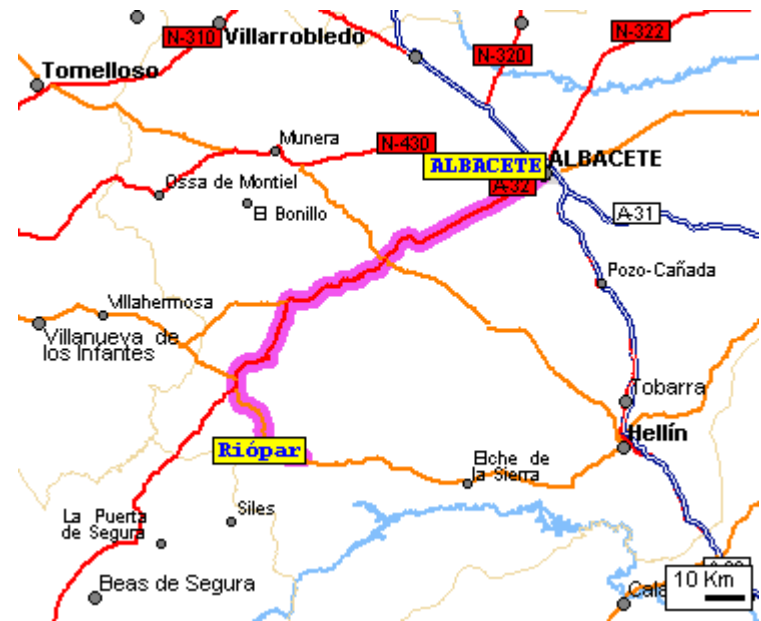 N-310
Villarrobledo
N-322
N-320
Tomelloso
Munera
N-430
ALBACETE
ALBACETE
A-32
Ossa de Montiel
El Bonillo
A-31
Pozo-Cañada
Villahermosa
Villanueva de
los Infantes
Tobarra
Hellín
Riópar
Elche de
la Sierra
La Puerta
de Segura
Siles
Beas de Segura
10 Km